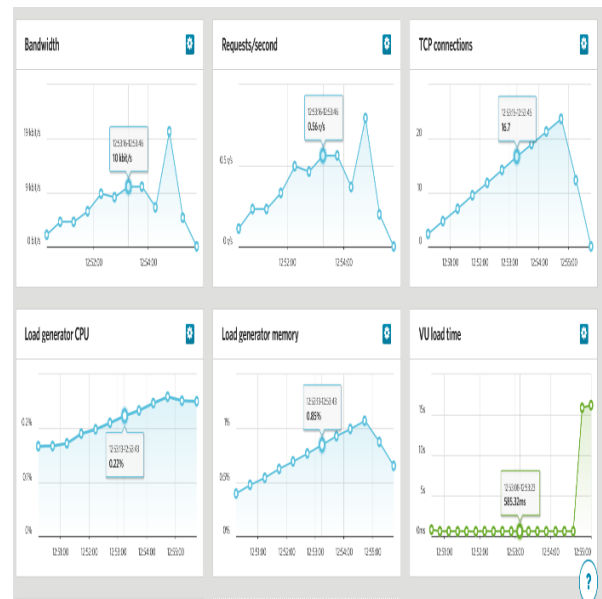 Bandwidth
Requests/second
TCP connections
10 kbit/s
0 kbit/s
12:52:00 12:54:00
12:53:16-12:53:46
0.56 r/s
0.5 r/s
0 r/s
12:52:00 12:54:00
16.7
20
10
0
12:51:00 12:52:00 12:53:00 12:54:00 12:55:00
Load generator CPU
Load generator memory
VU load time
0.2%
0.1%
0%
0.22%
12:51:00 12:52:00 12:53:00 12:54:00 12:55:00
1%
0.85%
0%
12:51:00 12:52:00 12:53:00 12:54:00 12:55:00
15s
10s
5s
0ms
585.32ms
12:51:00 12:52:00 12:53:00 12:54:00 12:55:00
?